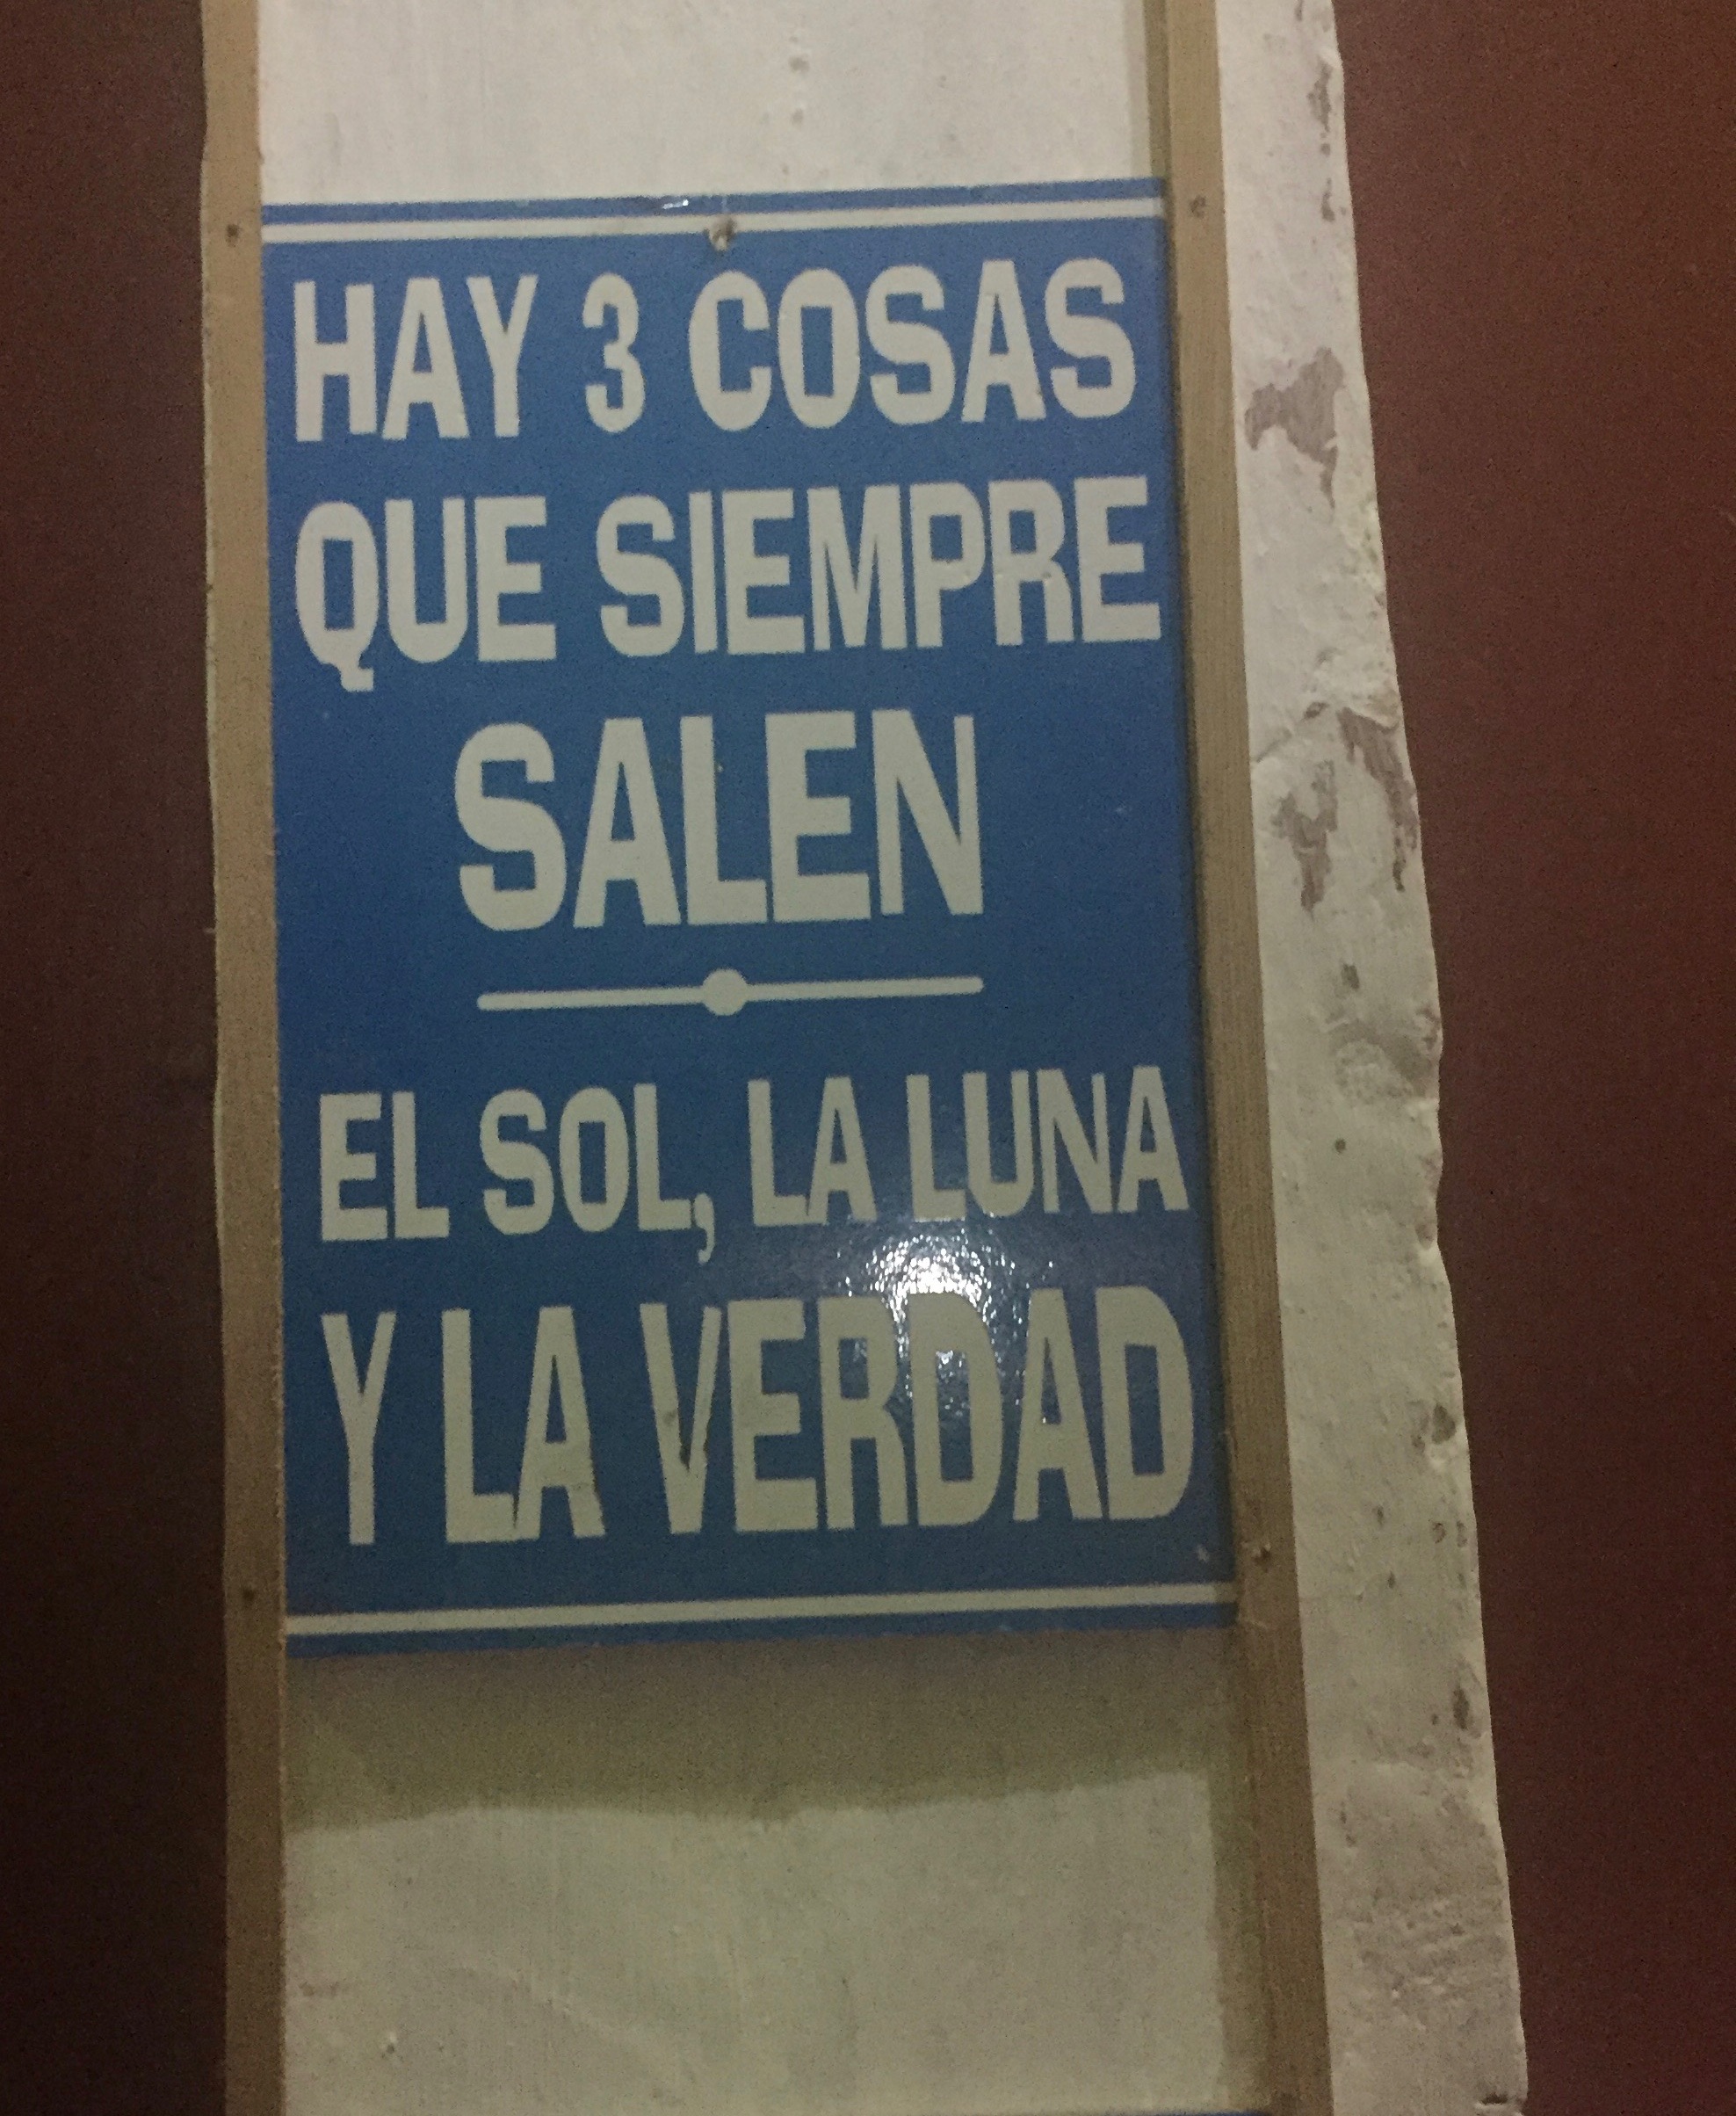 HAY 3 COSAS
QUE SIEMPRE
SALEN
EL SOL, LA LUNA
Y LA VERDAD